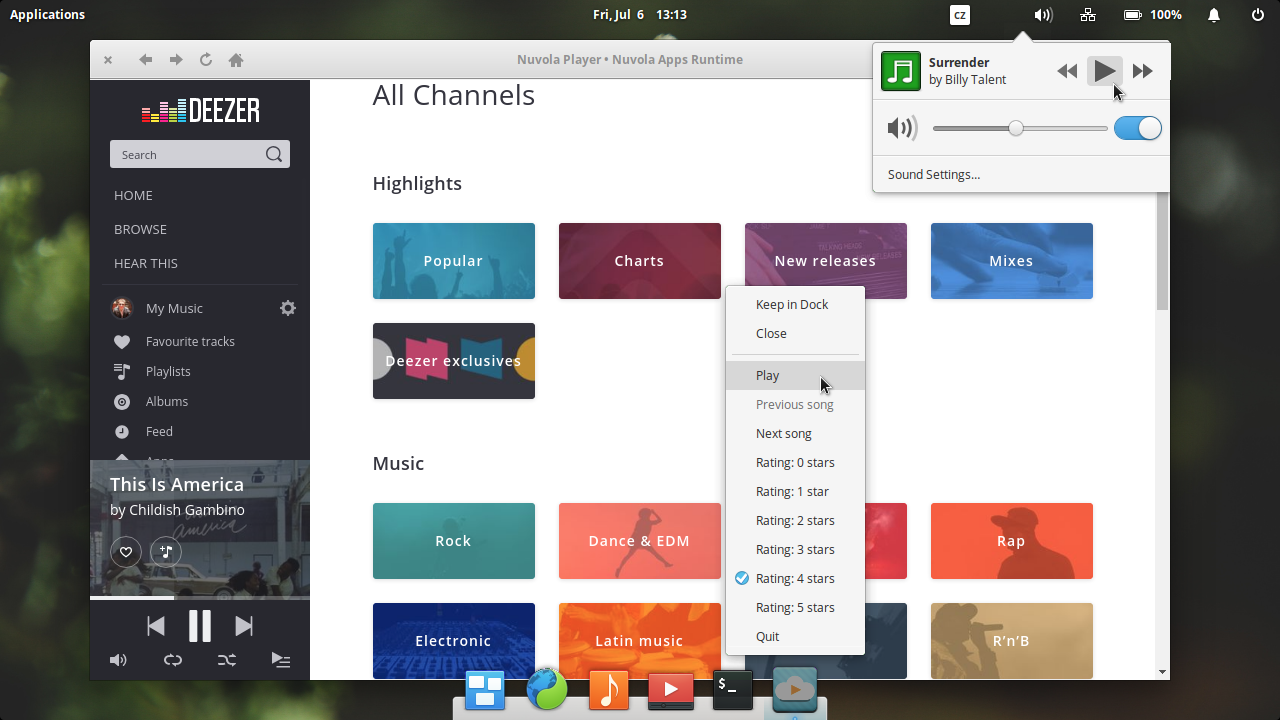 Applications
Fri, Jul 6 13:13
cz
100%
Nuvola Player • Nuvola Apps Runtime
Surrender
by Billy Talent
Sound Settings...
DEEZER
Search
HOME
BROWSE
HEAR THIS
My Music
Favourite tracks
Playlists
Albums
Feed
Apps
This Is America
by Childish Gambino
america
All Channels
Highlights
Popular
Charts
New releases
Mixes
Deezer exclusives
Music
Rock
Dance & EDM
Rap
Electronic
Latin music
R'n'B
Keep in Dock
Close
Play
Previous song
Next song
Rating: 0 stars
Rating: 1 star
Rating: 2 stars
Rating: 3 stars
Rating: 4 stars
Rating: 5 stars
Quit